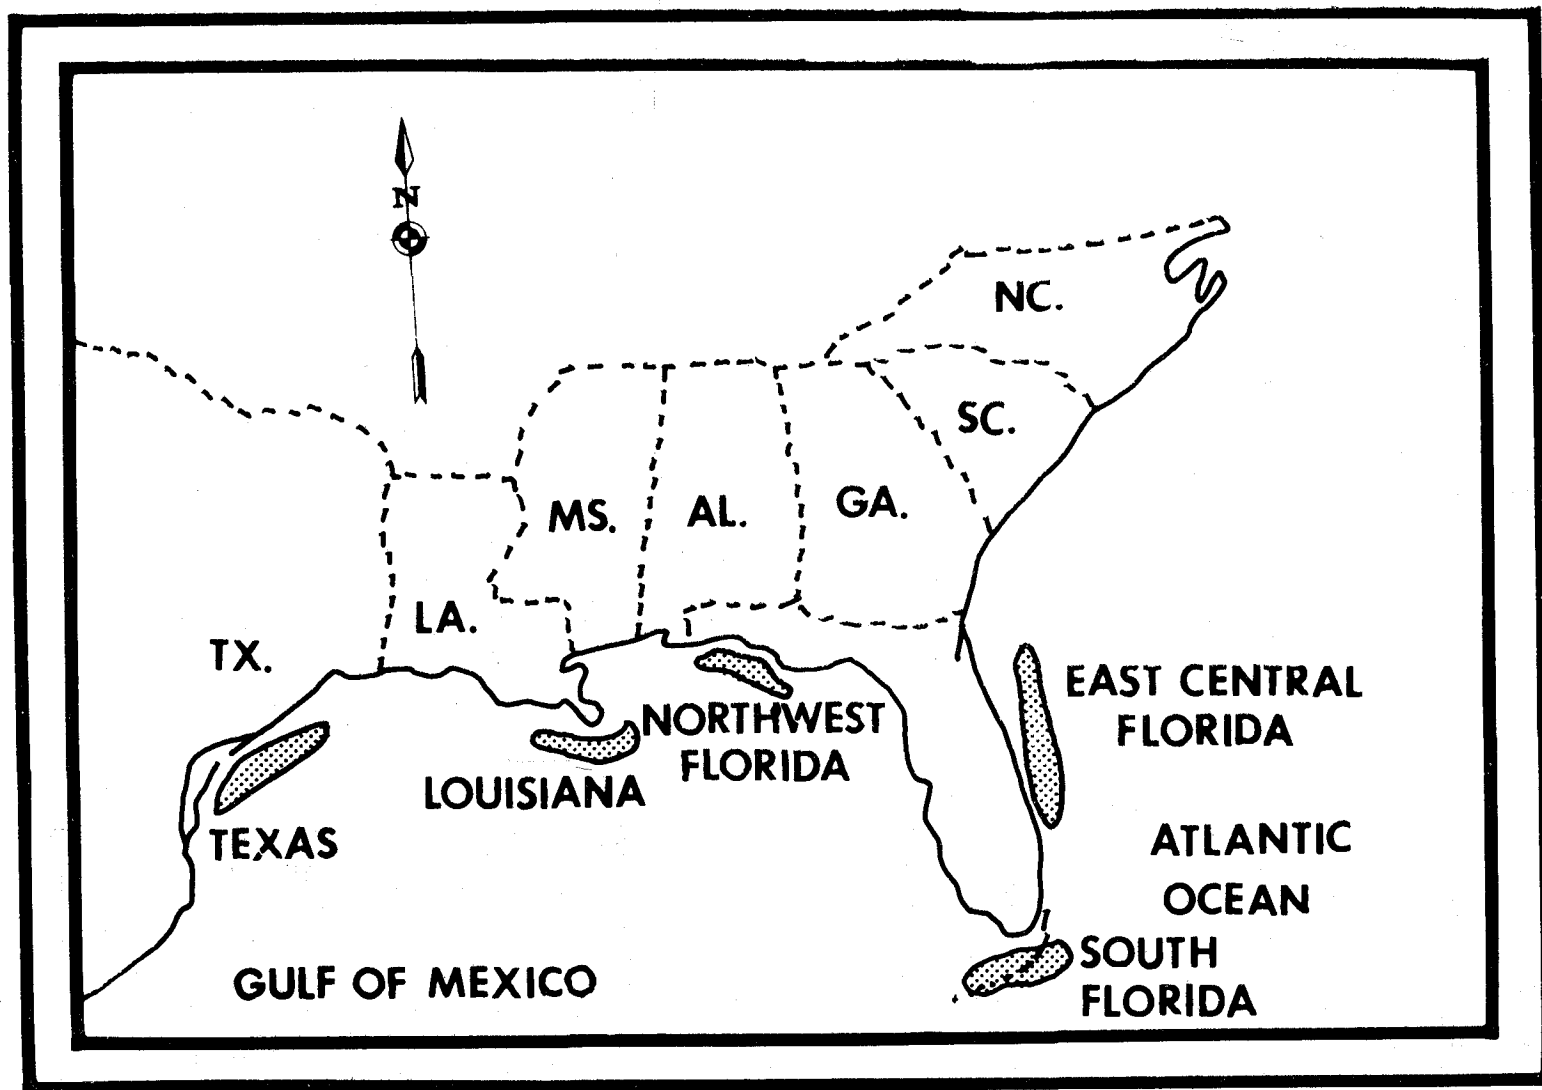 N
NC.
SC.
MS.
AL.
GA.
LA.
TX.
EAST CENTRAL
FLORIDA
NORTHWEST
FLORIDA
LOUISIANA
TEXAS
ATLANTIC
OCEAN
GULF OF MEXICO
SOUTH
FLORIDA